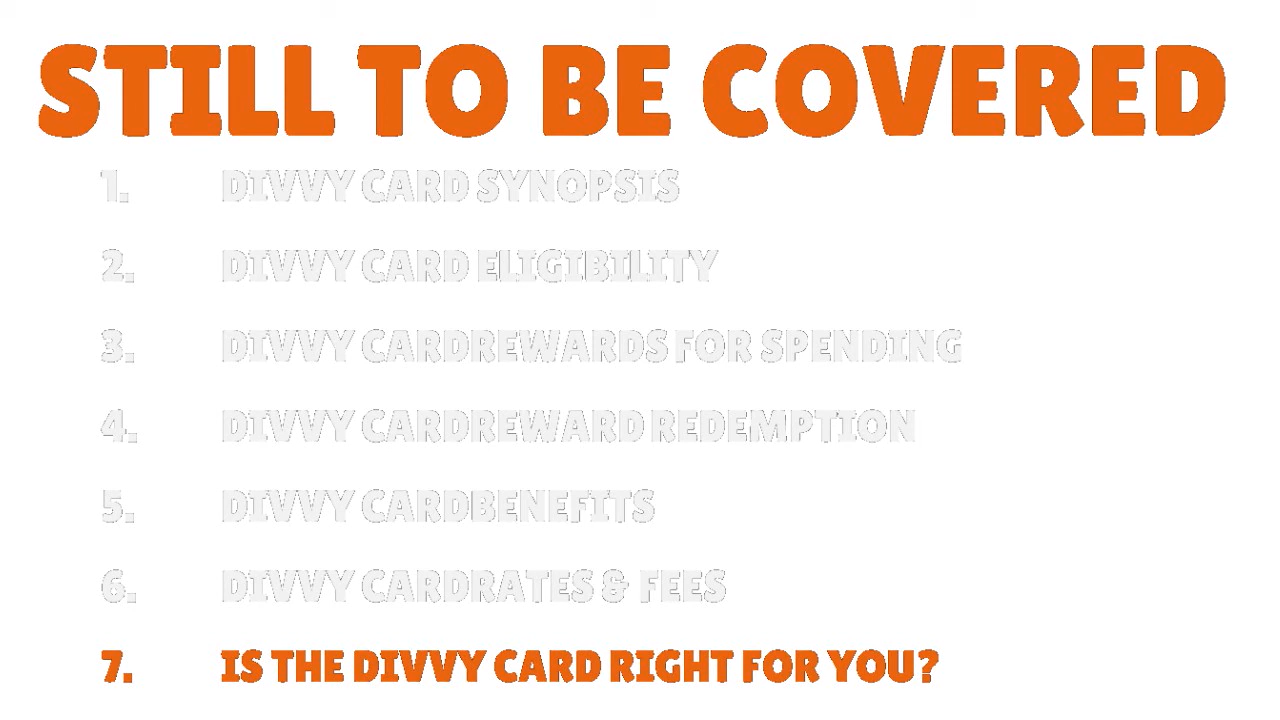 STILL TO BE COVERED
1. DIVVY CARD SYNOPSIS
2. DIVVY CARD ELIGIBILITY
3. DIVVY CARDREWARDS FOR SPENDING
4. DIVVY CARDREWARD REDEMPTION
5. DIVVY CARDBENEFITS
6. DIVVY CARDRATES & FEES
7. IS THE DIVVY CARD RIGHT FOR YOU?